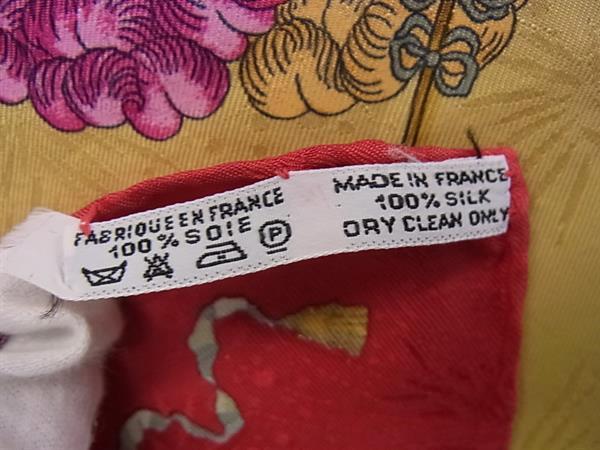 FABRIQUE EN FRANCE
100% SOIE
P
MADE IN FRANCE
100% SILK
DRY CLEAN ONLY